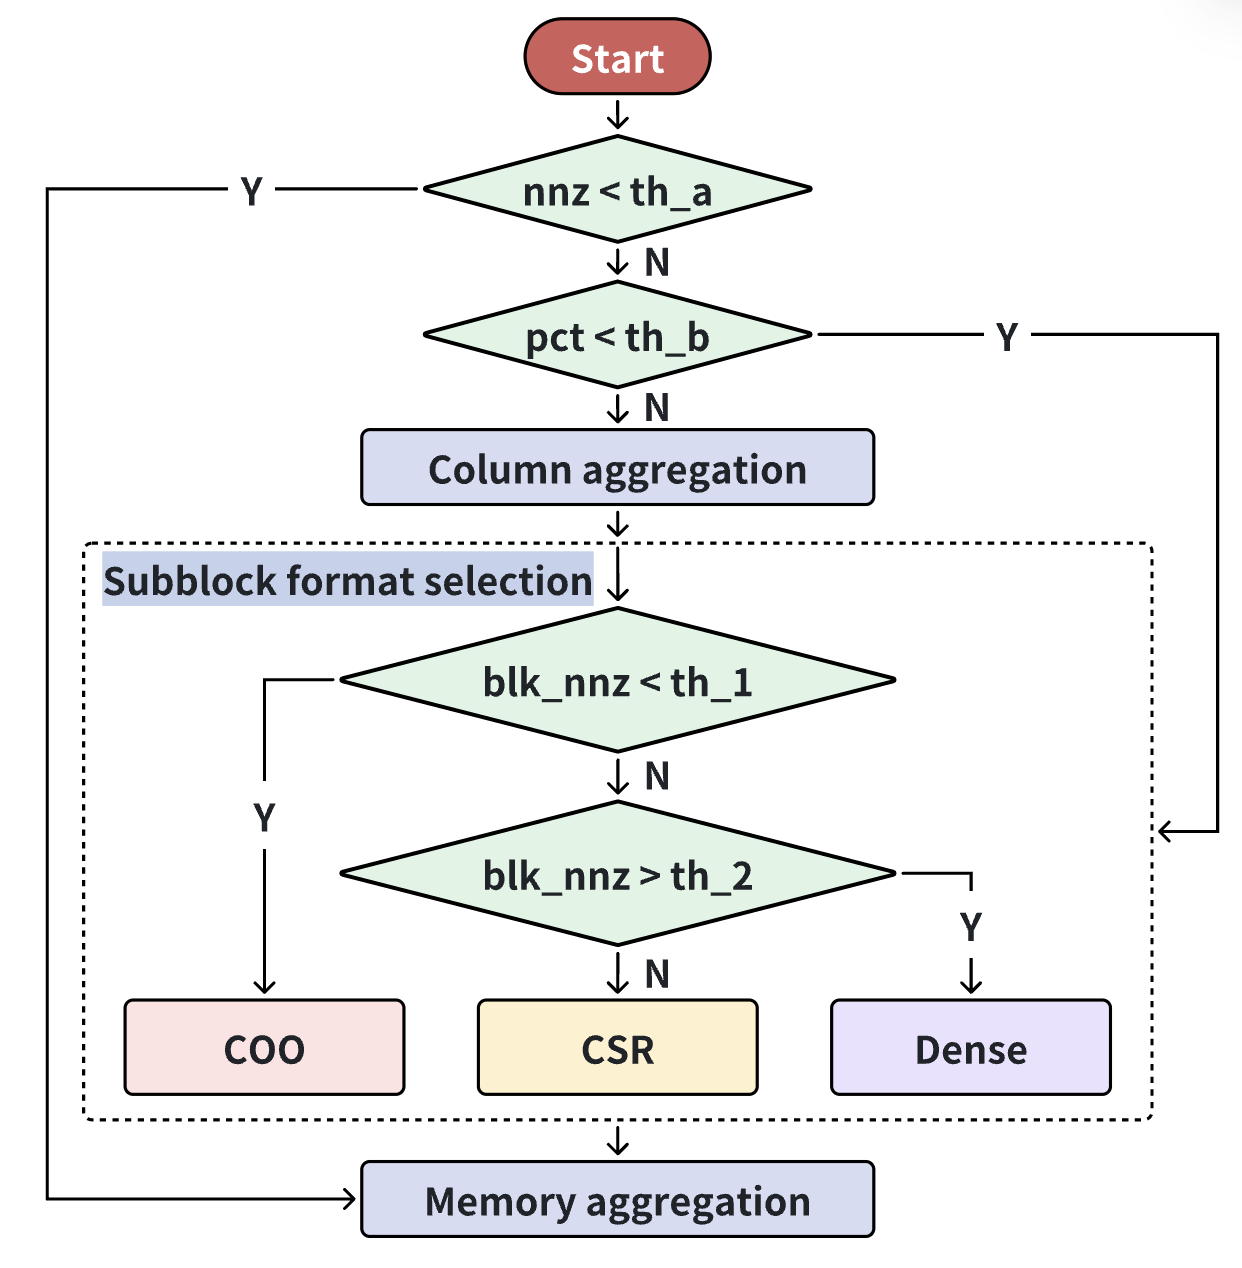 Start
nnz < th_a
Y
N
pct < th_b
Y
N
Column aggregation
Subblock format selection
blk_nnz < th_1
Y
N
blk_nnz > th_2
Y
N
COO
CSR
Dense
Memory aggregation